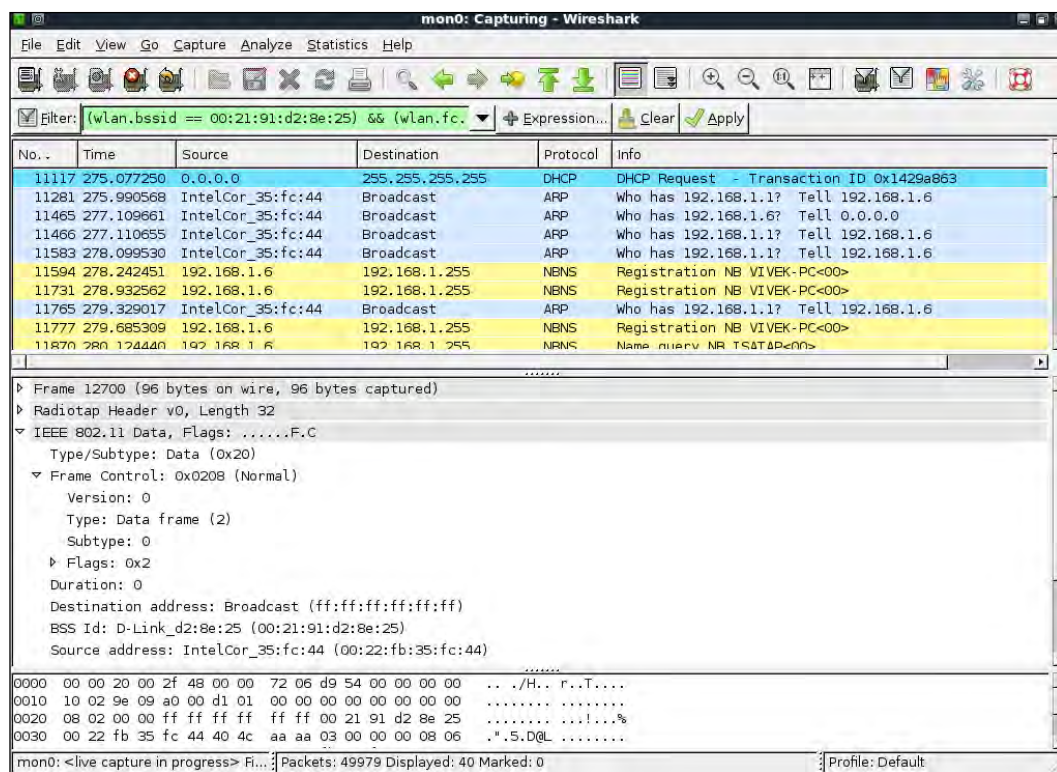 mon0: Capturing - Wireshark
File Edit View Go Capture Analyze Statistics Help
Filter: (wlan.bssid == 00:21:91:d2:8e:25) && (wlan.fc. Expression... Clear Apply
No.. Time Source Destination Protocol Info
11117 275.077250 0.0.0.0 255.255.255.255 DHCP DHCP Request - Transaction ID 0x1429a863
11281 275.990568 IntelCor_35:fc:44 Broadcast ARP Who has 192.168.1.1? Tell 192.168.1.6
11465 277.109661 IntelCor_35:fc:44 Broadcast ARP Who has 192.168.1.6? Tell 0.0.0.0
11466 277.110655 IntelCor_35:fc:44 Broadcast ARP Who has 192.168.1.1? Tell 192.168.1.6
11583 278.099530 IntelCor_35:fc:44 Broadcast ARP Who has 192.168.1.1? Tell 192.168.1.6
11594 278.242451 192.168.1.6 192.168.1.255 NBNS Registration NB VIVEK-PC<00>
11731 278.932562 192.168.1.6 192.168.1.255 NBNS Registration NB VIVEK-PC<00>
11765 279.329017 IntelCor_35:fc:44 Broadcast ARP Who has 192.168.1.1? Tell 192.168.1.6
11777 279.685309 192.168.1.6 192.168.1.255 NBNS Registration NB VIVEK-PC<00>
11870 280.124440 192.168.1.6 192.168.1.255 NBNS Name query NB ISATAP<00>
Frame 12700 (96 bytes on wire, 96 bytes captured)
Radiotap Header v0, Length 32
IEEE 802.11 Data, Flags: ......F.C
Type/Subtype: Data (0x20)
Frame Control: 0x0208 (Normal)
Version: 0
Type: Data frame (2)
Subtype: 0
Flags: 0x2
Duration: 0
Destination address: Broadcast (ff:ff:ff:ff:ff:ff)
BSS Id: D-Link_d2:8e:25 (00:21:91:d2:8e:25)
Source address: IntelCor_35:fc:44 (00:22:fb:35:fc:44)
0000 00 00 20 00 2f 48 00 00 72 06 d9 54 00 00 00 00 .. ./H.. r..T....
0010 10 02 9e 09 a0 00 d1 01 00 00 00 00 00 00 00 00 ........ ........
0020 08 02 00 00 ff ff ff ff ff ff 00 21 91 d2 8e 25 ........ ...!...%
0030 00 22 fb 35 fc 44 40 4c aa aa 03 00 00 00 08 06 .".5.D@L ........
mon0: <live capture in progress> Fi... Packets: 49979 Displayed: 40 Marked: 0 Profile: Default